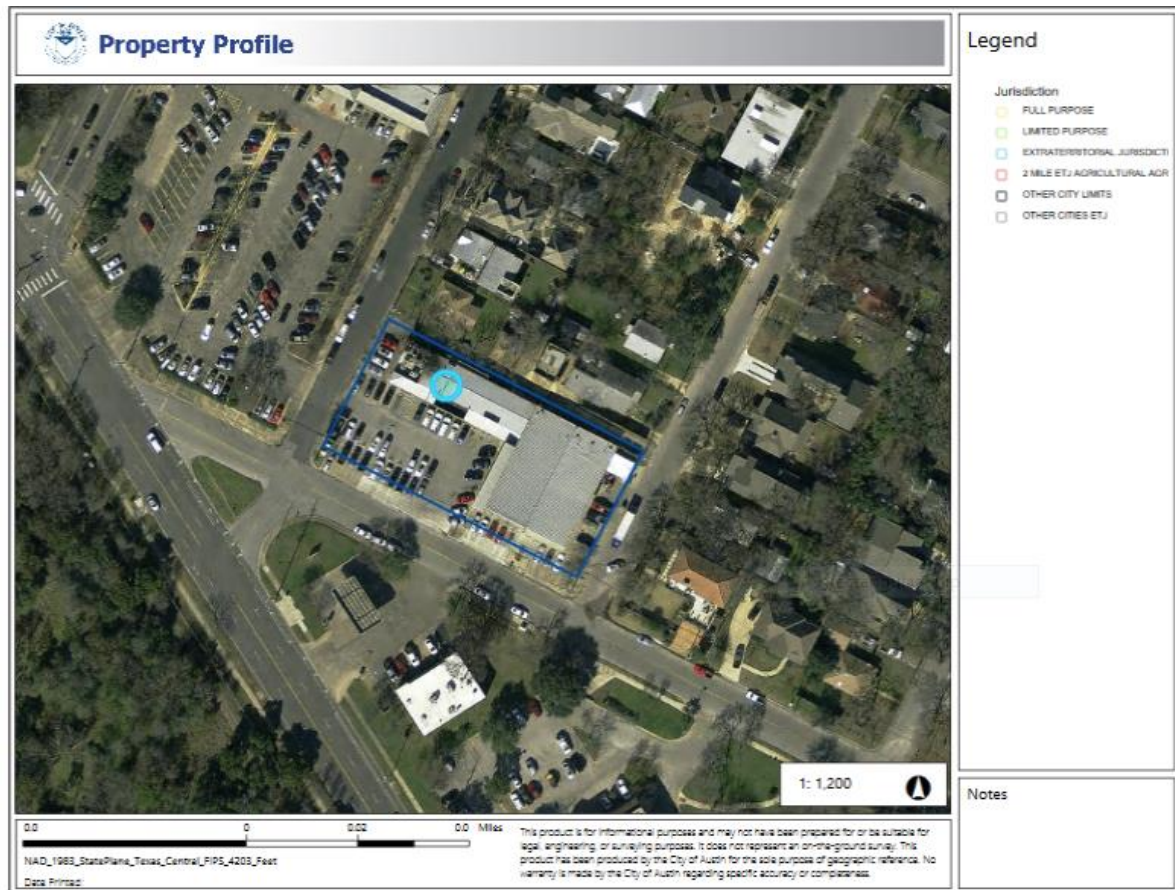 Property Profile
Legend
Jurisdiction
FULL PURPOSE
LIMITED PURPOSE
EXTRATERRITORIAL JURISDICTI
2 MILE ETJ AGRICULTURAL AGR
OTHER CITY LIMITS
OTHER CITIES ETJ
1: 1,200
Notes
0.0 0 0.02 0.0 Miles
NAD_1983_StatePlane_Texas_Central_FIPS_4203_Feet
Date Printed:
This product is for informational purposes and may not have been prepared for or be suitable for
legal, engineering, or surveying purposes. It does not represent an on-the-ground survey. This
product has been produced by the City of Austin for the sole purpose of geographic reference. No
warranty is made by the City of Austin regarding specific accuracy or completeness.